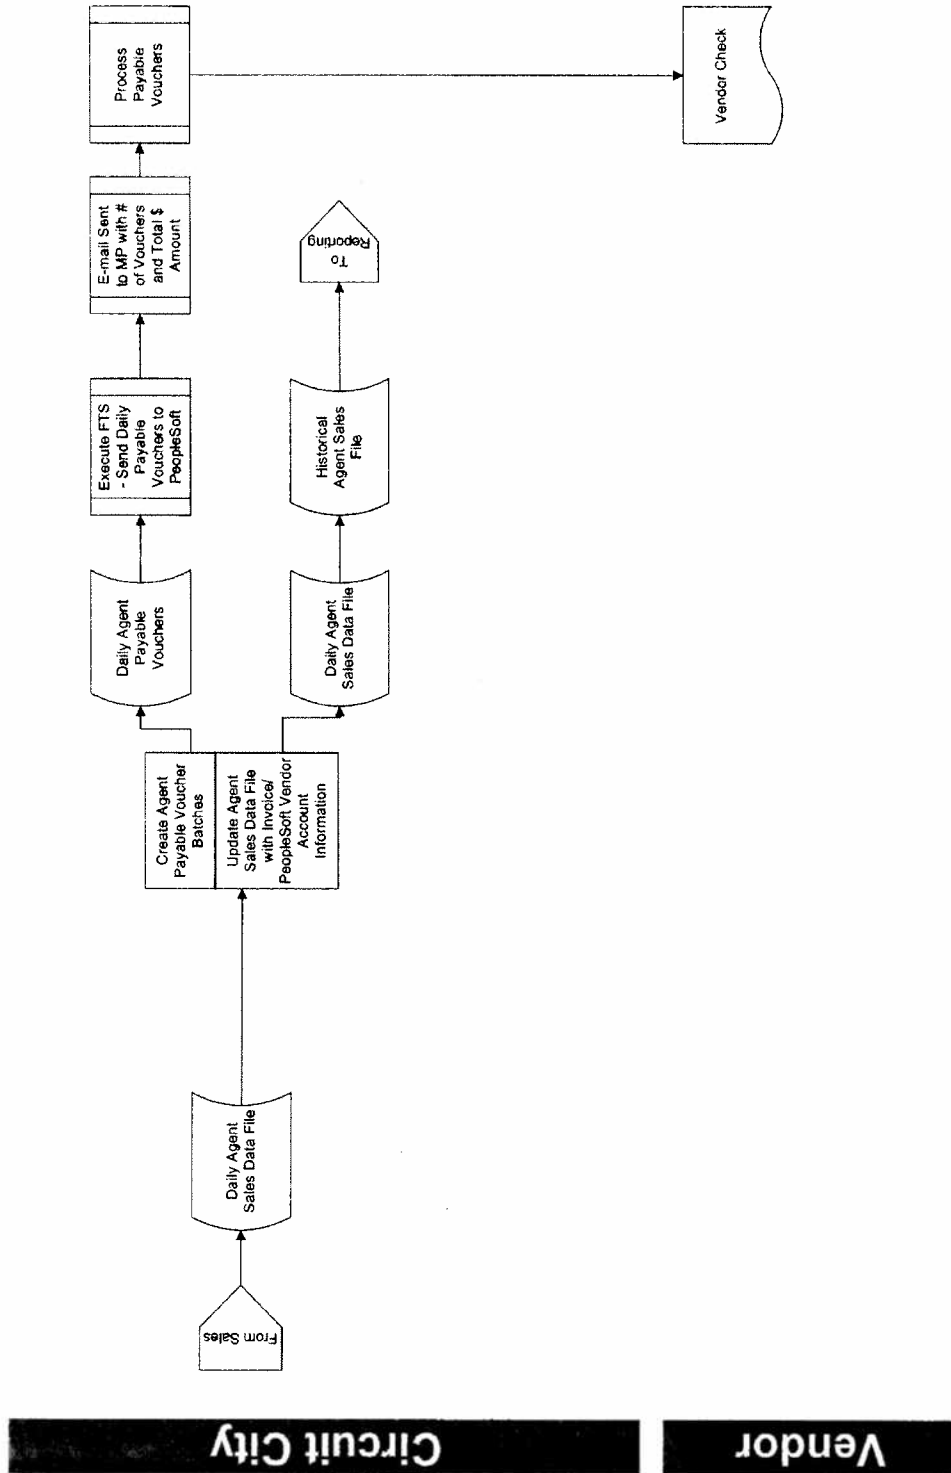 Circuit City
Vendor
From Sales
Daily Agent
Sales Data File
Create Agent
Payable Voucher
Batches
Update Agent
Sales Data File
with Invoice/
PeopleSoft Vendor
Account
Information
Daily Agent
Payable
Vouchers
Execute FTS
- Send Daily
Payable
Vouchers to
PeopleSoft
E-mail Sent
to MP with #
of Vouchers
and Total $
Amount
Process
Payable
Vouchers
Daily Agent
Sales Data File
Historical
Agent Sales
File
To
Reporting
Vendor Check